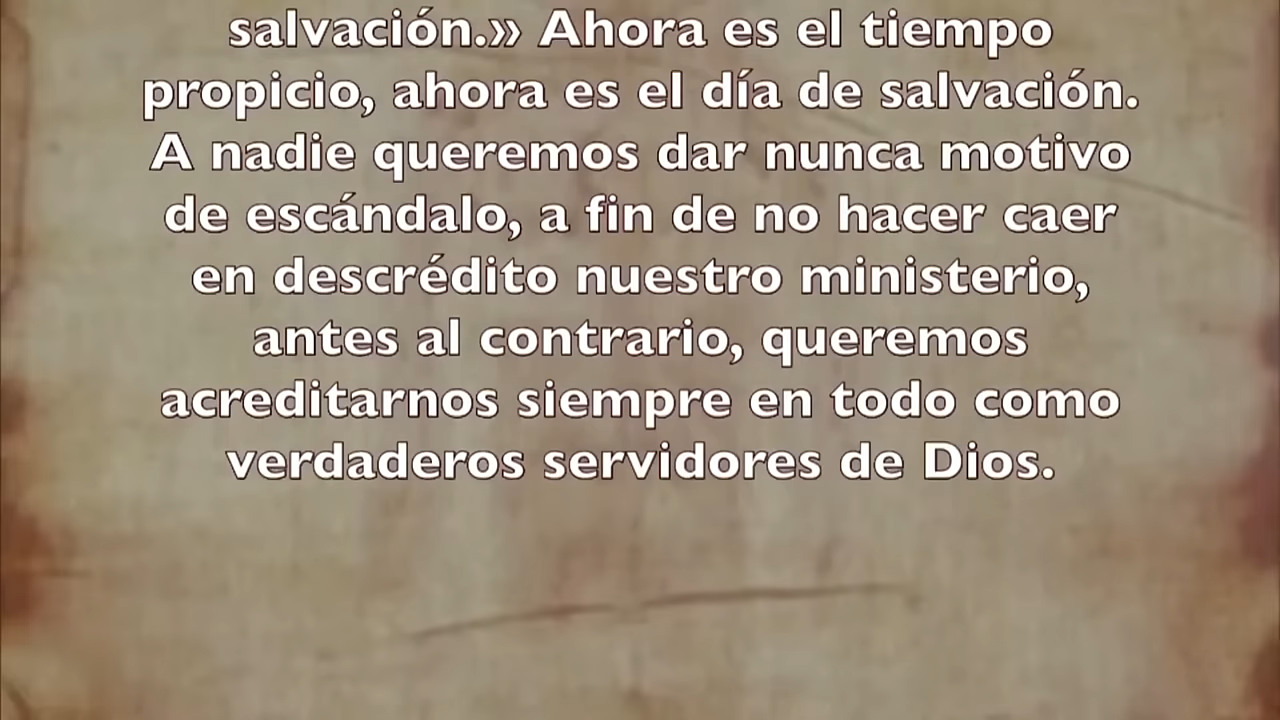 salvación.» Ahora es el tiempo
propicio, ahora es el día de salvación.
A nadie queremos dar nunca motivo
de escándalo, a fin de no hacer caer
en descrédito nuestro ministerio,
antes al contrario, queremos
acreditarnos siempre en todo como
verdaderos servidores de Dios.